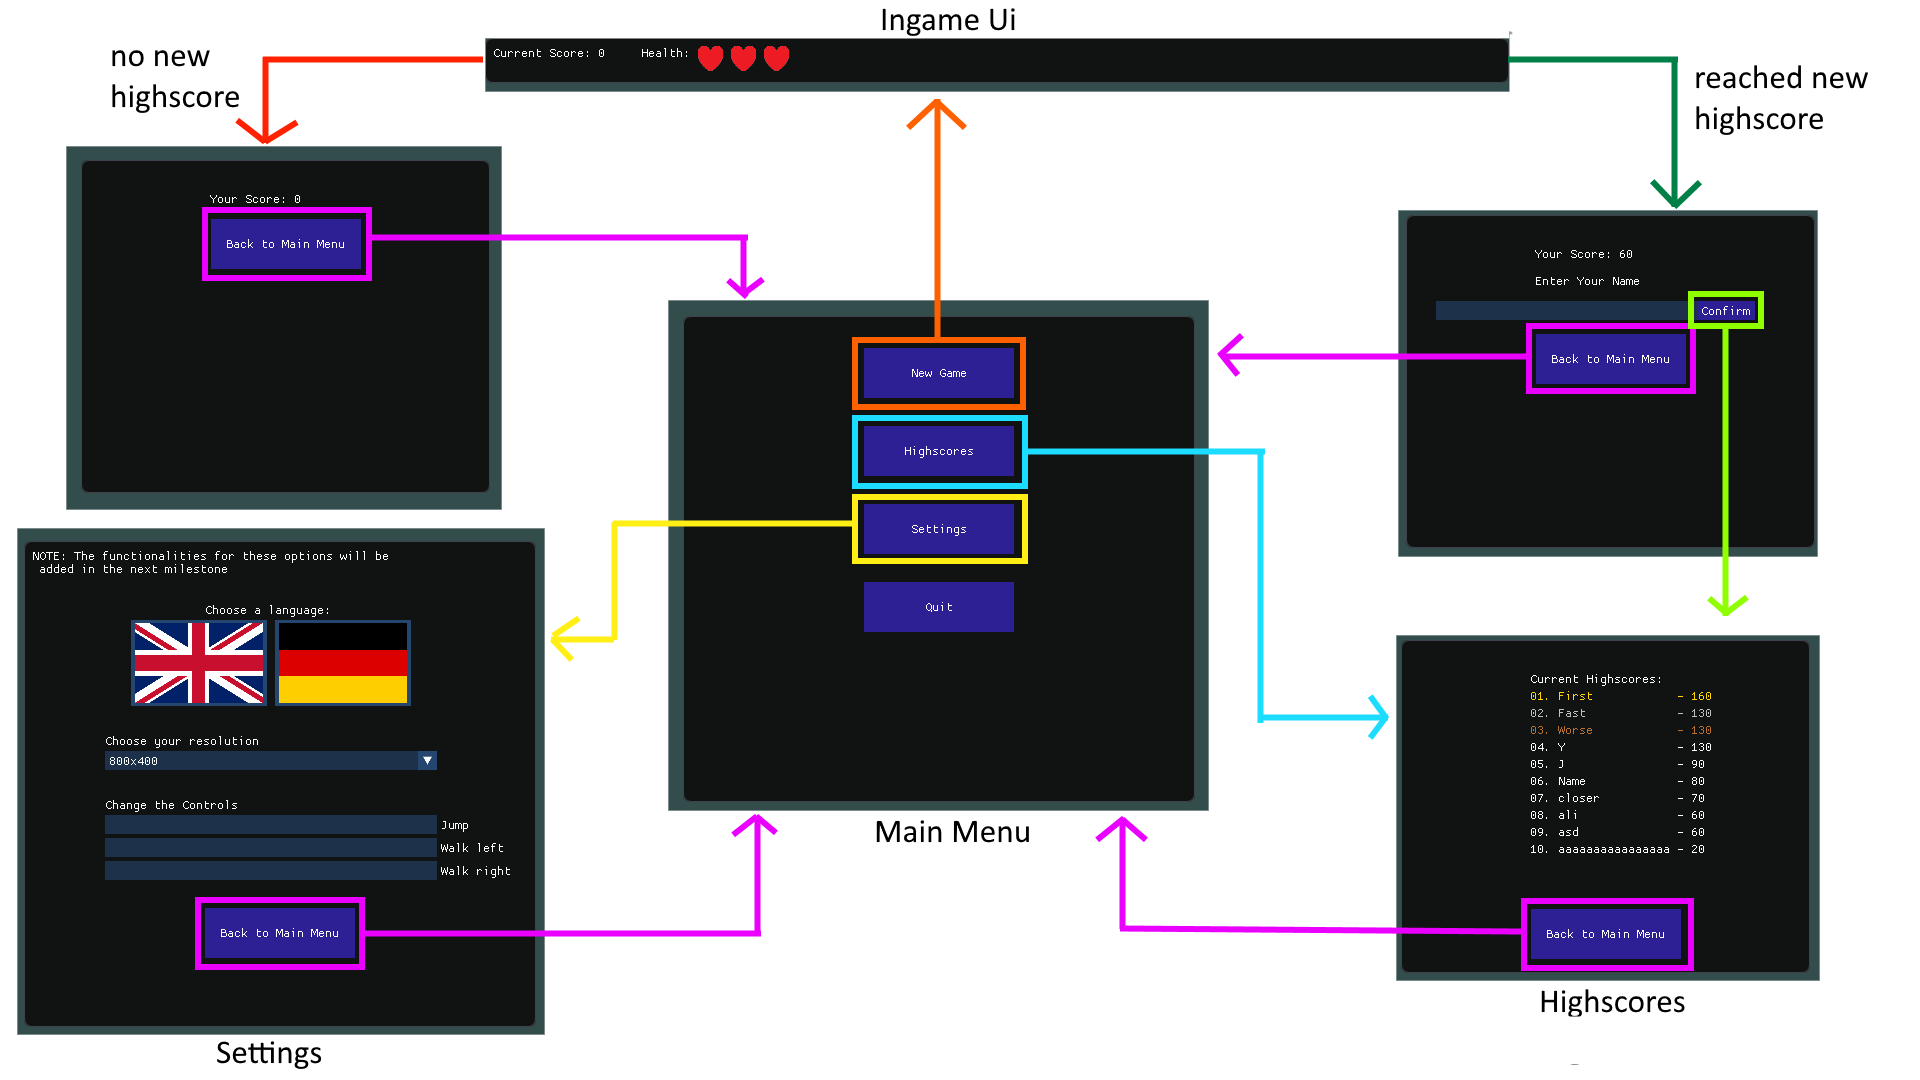 Ingame Ui
Current Score: 0 Health:
no new
highscore
reached new
highscore
Your Score: 0
Back to Main Menu
Your Score: 60
Enter Your Name
Confirm
Back to Main Menu
New Game
Highscores
Settings
Quit
Main Menu
NOTE: The functionalities for these options will be
added in the next milestone
Choose a language:
Choose your resolution
800x400
Change the Controls
Jump
Walk left
Walk right
Back to Main Menu
Settings
Current Highscores:
01. First - 160
02. Fast - 130
03. Worse - 130
04. Y - 130
05. J - 90
06. Name - 80
07. closer - 70
08. ali - 60
09. asd - 60
10. aaaaaaaaaaaaaaaa - 20
Back to Main Menu
Highscores